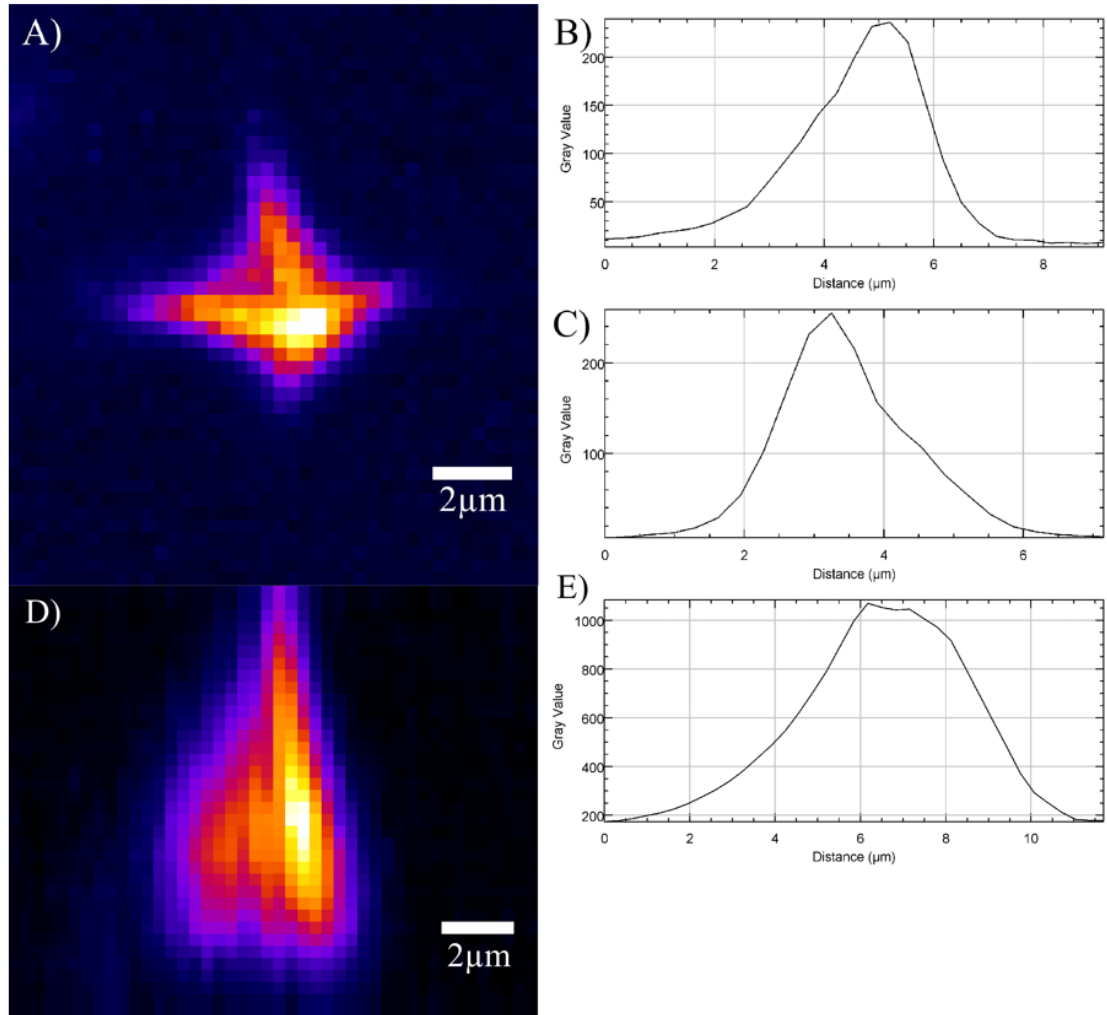 A)
2µm
B)
200
150
100
50
Gray Value
0 2 4 6 8
Distance (µm)
C)
200
100
Gray Value
0 2 4 6
Distance (µm)
D)
2µm
E)
1000
800
600
400
200
Gray Value
0 2 4 6 8 10
Distance (µm)